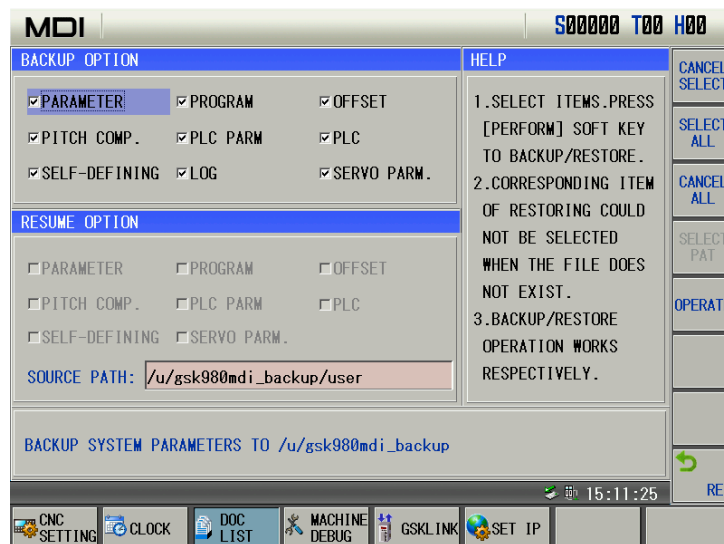 MDI
S00000 T00 H00
BACKUP OPTION
PARAMETER PROGRAM OFFSET
PITCH COMP. PLC PARM PLC
SELF-DEFINING LOG SERVO PARM.
RESUME OPTION
PARAMETER PROGRAM OFFSET
PITCH COMP. PLC PARM PLC
SELF-DEFINING SERVO PARM.
SOURCE PATH: /u/gsk980mdi_backup/user
HELP
1.SELECT ITEMS.PRESS
[PERFORM] SOFT KEY
TO BACKUP/RESTORE.
2.CORRESPONDING ITEM
OF RESTORING COULD
NOT BE SELECTED
WHEN THE FILE DOES
NOT EXIST.
3.BACKUP/RESTORE
OPERATION WORKS
RESPECTIVELY.
BACKUP SYSTEM PARAMETERS TO /u/gsk980mdi_backup
15:11:25
CANCEL
SELECT
SELECT
ALL
CANCEL
ALL
SELECT
PAT
OPERAT
RE
CNC
SETTING
CLOCK
DOC
LIST
MACHINE
DEBUG
GSKLINK
SET IP